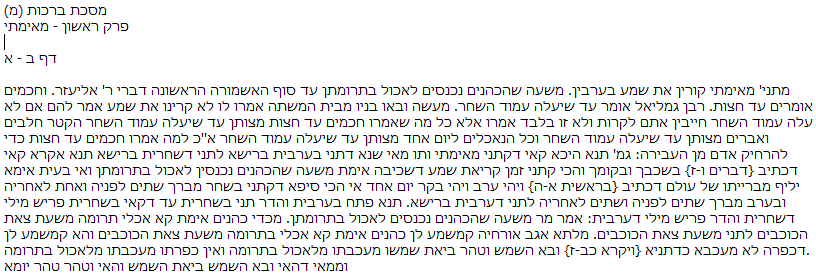 מסכת ברכות (מ)
פרק ראשון - מאימתי
דף ב - א
מתני' מאימתי קורין את שמע בערבין. משעה שהכהנים נכנסים לאכול בתרומתן עד סוף האשמורה הראשונה דברי ר' אליעזר. וחכמים
אומרים עד חצות. רבן גמליאל אומר עד שיעלה עמוד השחר. מעשה ובאו בניו מבית המשתה אמרו לו לא קרינו את שמע אמר להם אם לא
עלה עמוד השחר חייבין אתם לקרות ולא זו בלבד אמרו אלא כל מה שאמרו חכמים עד חצות מצותן עד שיעלה עמוד השחר הקטר חלבים
ואברים מצותן עד שיעלה עמוד השחר וכל הנאכלים ליום אחד מצותן עד שיעלה עמוד השחר א"כ למה אמרו חכמים עד חצות כדי
להרחיק אדם מן העבירה: גמ' תנא היכא קאי דקתני מאימתי ותו מאי שנא דתני בערבית ברישא לתני דשחרית ברישא תנא אקרא קאי
דכתיב {דברים ו-ז} בשכבך ובקומך והכי קתני זמן קריאת שמע דשכיבה אימת משעה שהכהנים נכנסין לאכול בתרומתן ואי בעית אימא
יליף מברייתו של עולם דכתיב {בראשית א-ה} ויהי ערב ויהי בקר יום אחד אי הכי סיפא דקתני בשחר מברך שתים לפניה ואחת לאחריה
ובערב מברך שתים לפניה ושתים לאחריה לתני דערבית ברישא. תנא פתח בערבית והדר תני בשחרית עד דקאי בשחרית פריש מילי
דשחרית והדר פריש מילי דערבית: אמר מר משעה שהכהנים נכנסים לאכול בתרומתן. מכדי כהנים אימת קא אכלי תרומה משעת צאת
הכוכבים לתני משעת צאת הכוכבים. מלתא אגב אורחיה קמשמע לן כהנים אימת קא אכלי בתרומה משעת צאת הכוכבים והא קמשמע לן
דכפרה לא מעכבא כדתניא {ויקרא כב-ז} ובא השמש וטהר ביאת שמשו מעכבתו מלאכול בתרומה ואין כפרתו מעכבתו מלאכול בתרומה.
וממאי דהאי ובא השמש ביאת השמש והאי וטהר טהר יומא